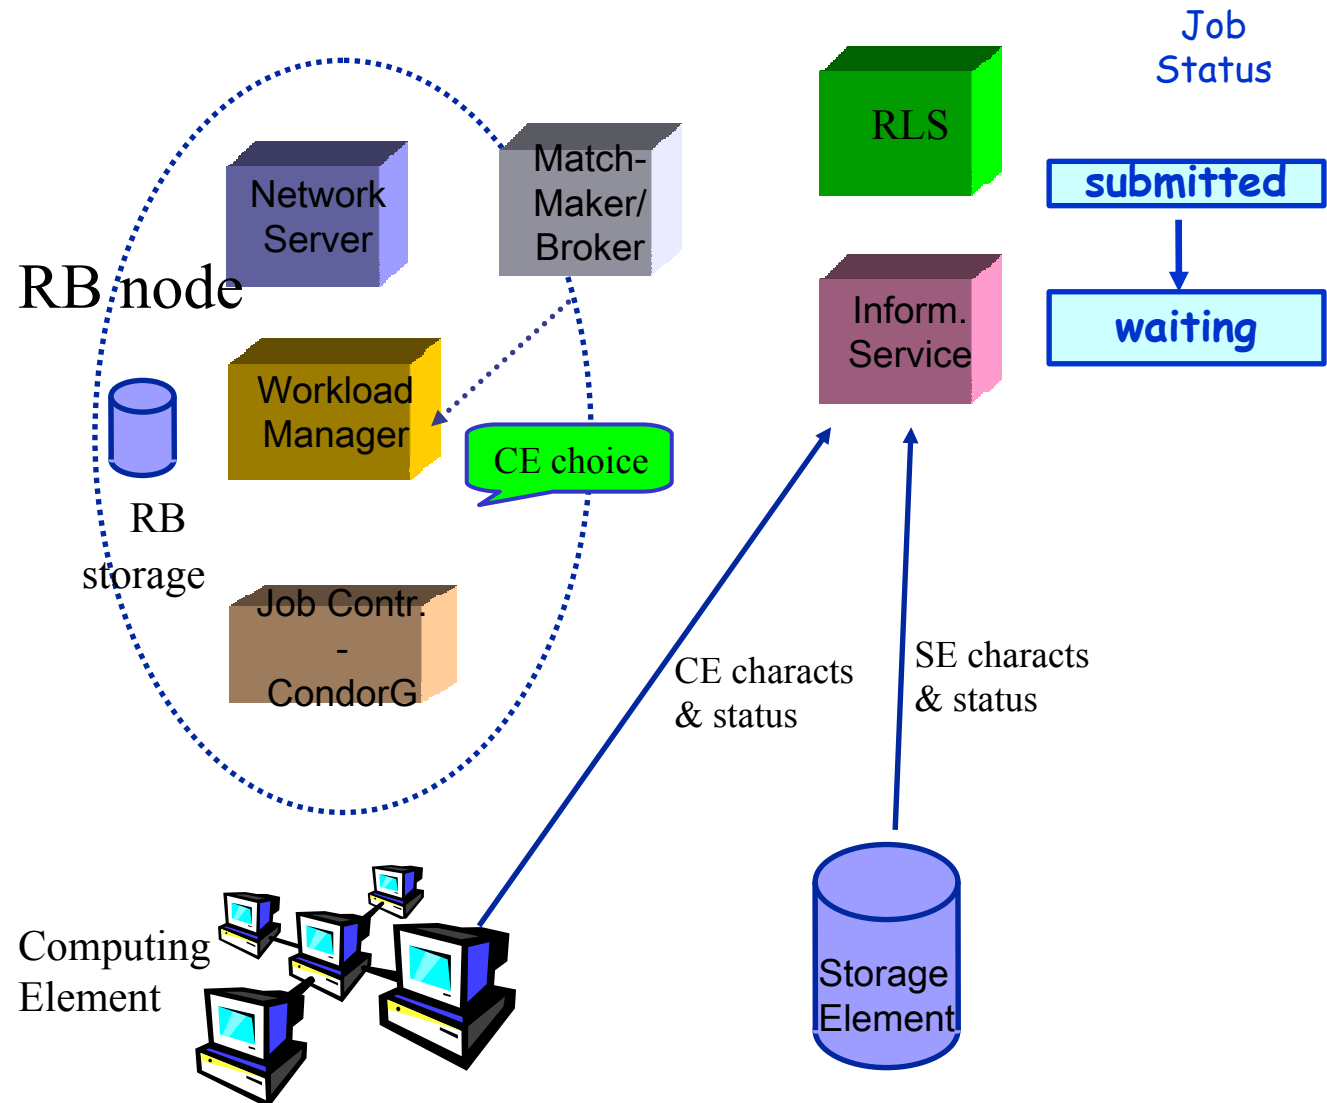 Job
Status
RLS
submitted
Network
Server
Match-
Maker/
Broker
RB node
Inform.
Service
waiting
Workload
Manager
CE choice
RB
storage
Job Contr.
-
CondorG
CE characts
& status
SE characts
& status
Computing
Element
Storage
Element